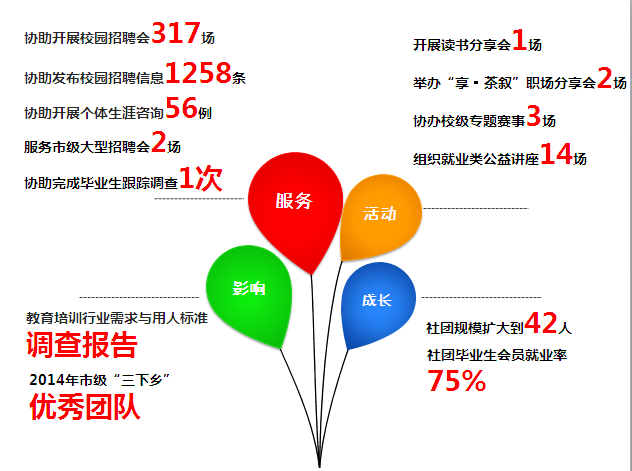 协助开展校园招聘会317场
协助发布校园招聘信息1258条
协助开展个体生涯咨询56例
服务市级大型招聘会2场
协助完成毕业生跟踪调查1次
开展读书分享会1场
举办“享·茶叙”职场分享会2场
协办校级专题赛事3场
组织就业类公益讲座14场
服务
活动
影响
成长
教育培训行业需求与用人标准
调查报告
2014年市级“三下乡”
优秀团队
社团规模扩大到42人
社团毕业生会员就业率
75%